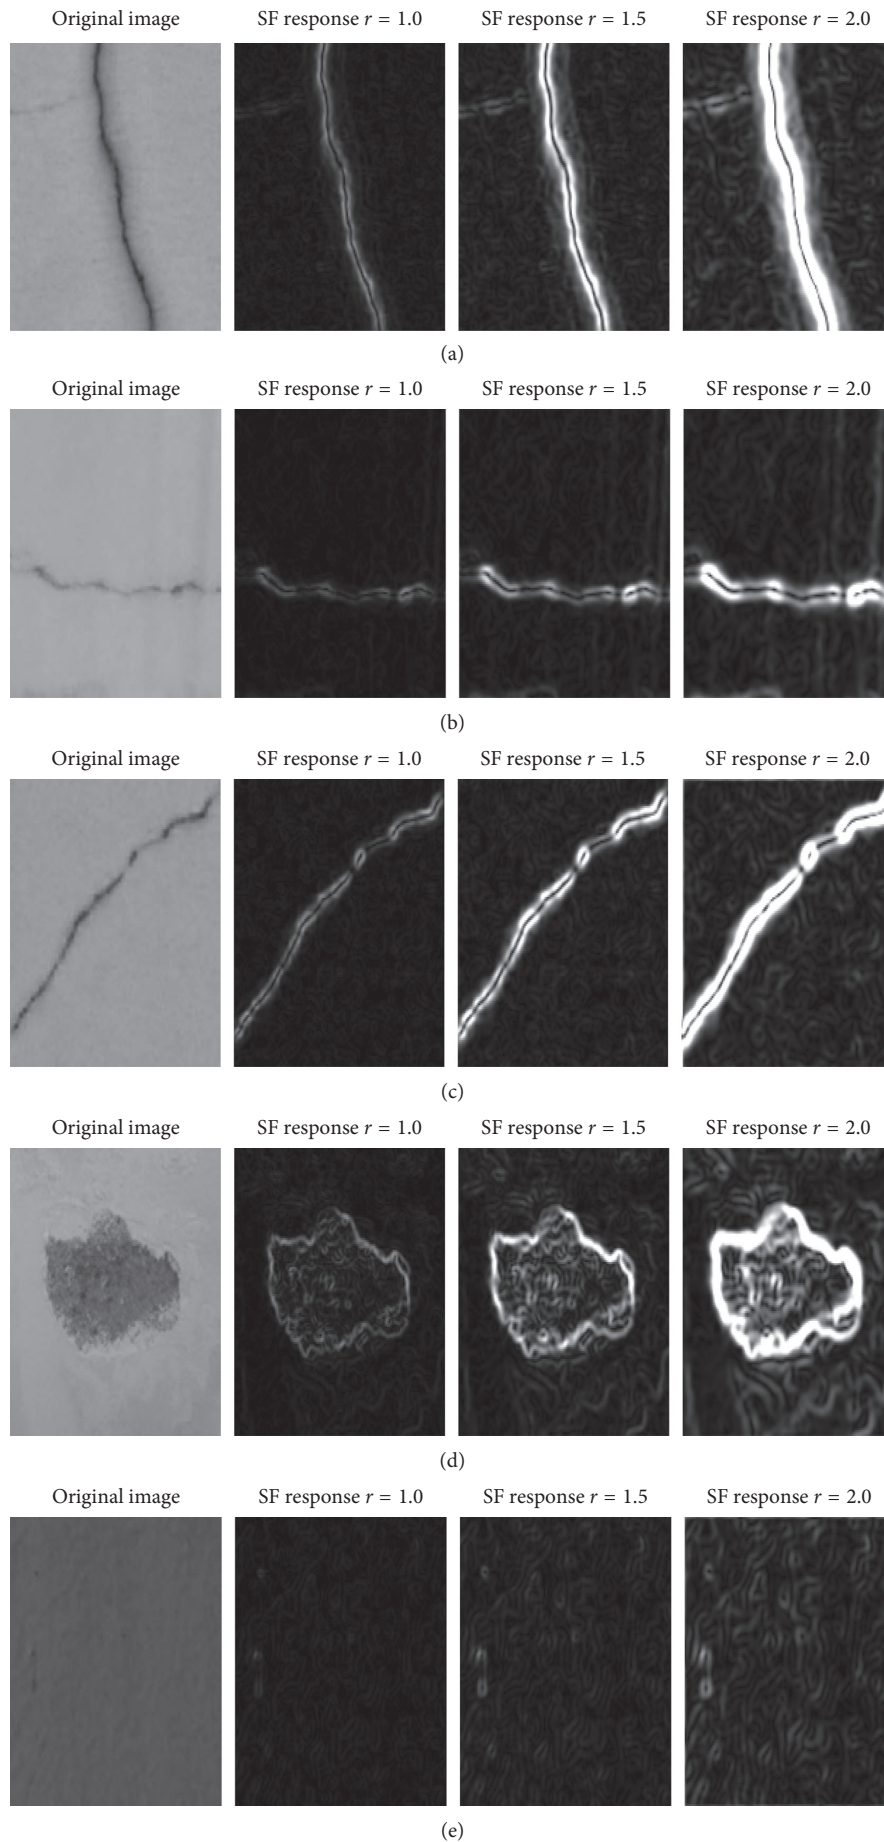 Original image SF response r = 1.0 SF response r = 1.5 SF response r = 2.0
(a)
Original image SF response r = 1.0 SF response r = 1.5 SF response r = 2.0
(b)
Original image SF response r = 1.0 SF response r = 1.5 SF response r = 2.0
(c)
Original image SF response r = 1.0 SF response r = 1.5 SF response r = 2.0
(d)
Original image SF response r = 1.0 SF response r = 1.5 SF response r = 2.0
(e)